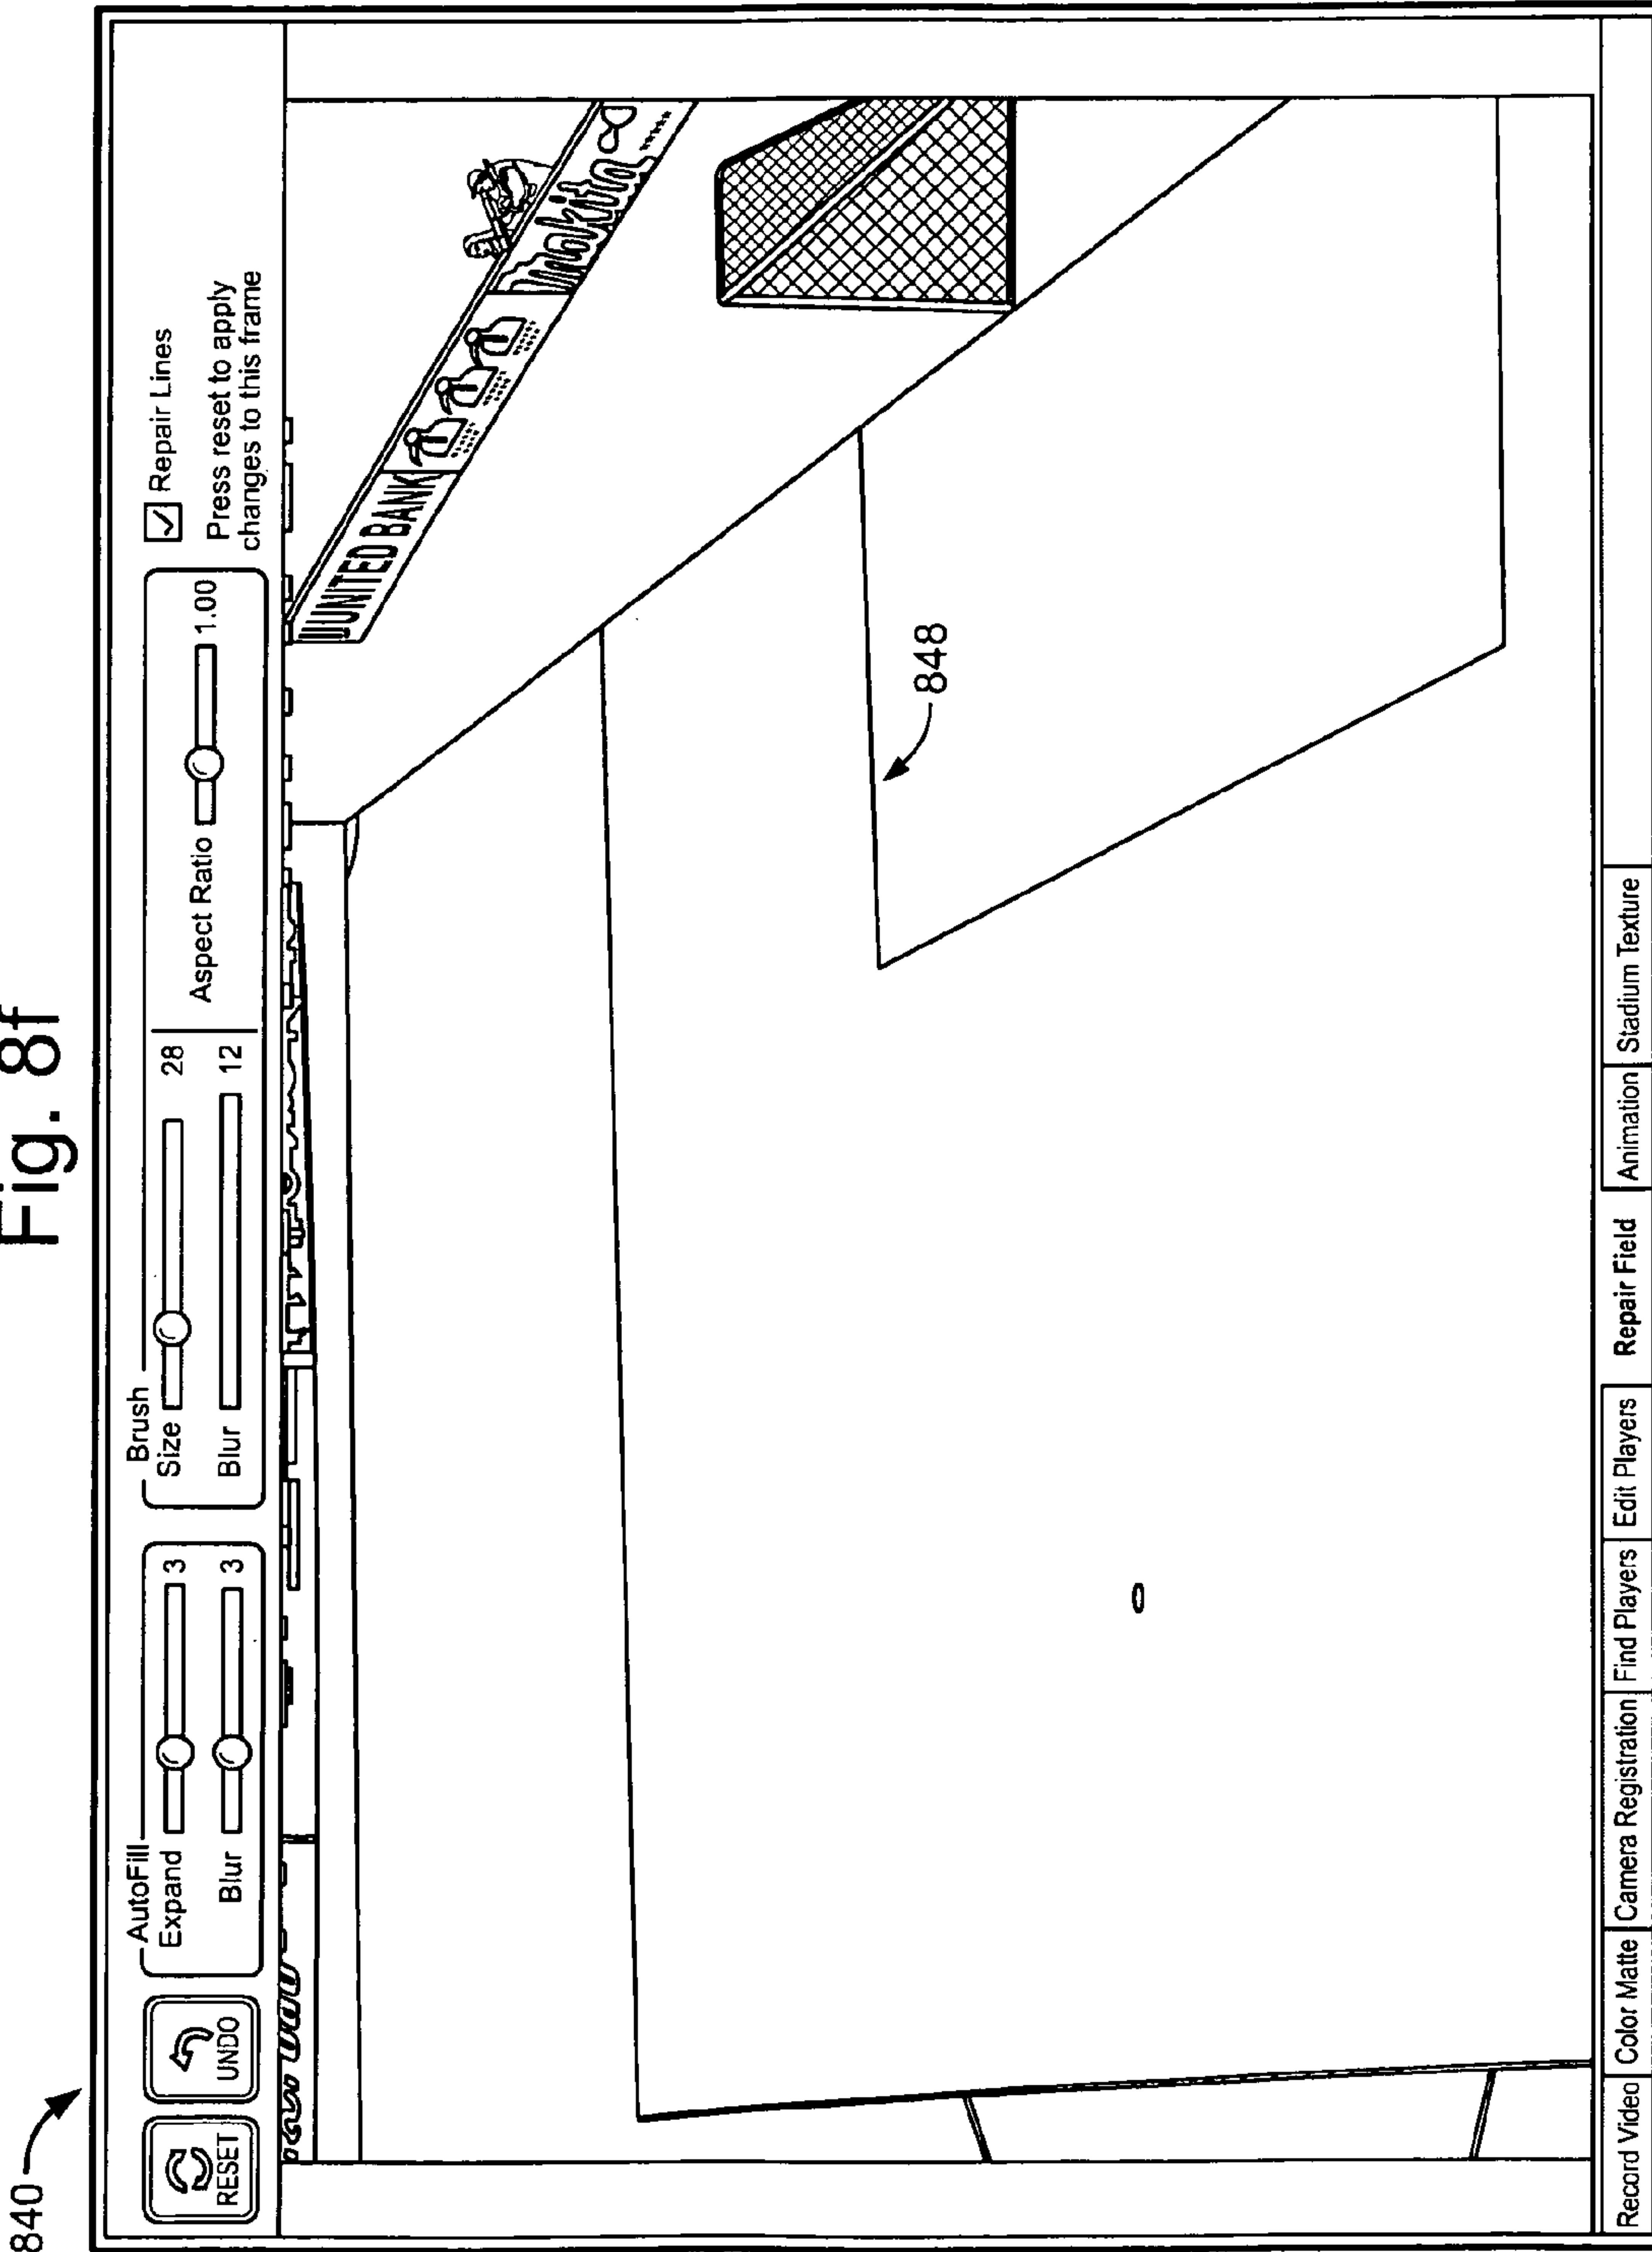 Fig. 8f
840
RESET
UNDO
AutoFill
Expand 3
Blur 3
Brush
Size 28
Blur 12
Aspect Ratio 1.00
Repair Lines
Press reset to apply
changes to this frame
UNITED BANK
makita
848
Record Video Color Matte Camera Registration Find Players Edit Players Repair Field Animation Stadium Texture